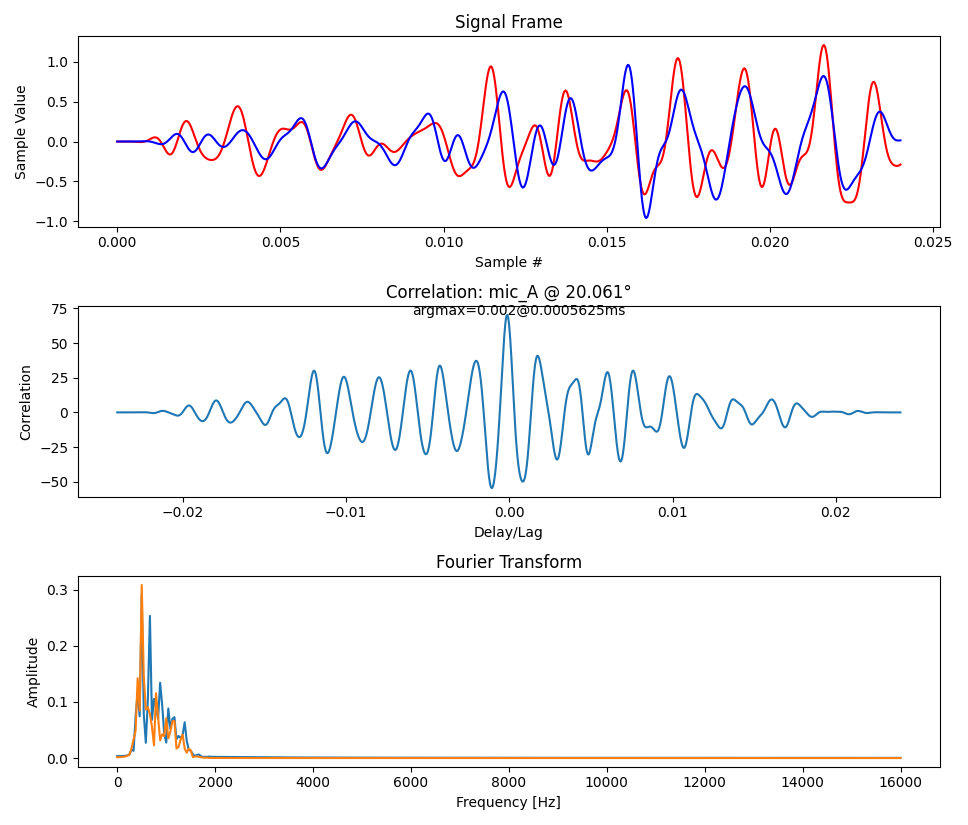 Signal Frame
Sample Value
1.0
0.5
0.0
−0.5
−1.0
0.000 0.005 0.010 0.015 0.020 0.025
Sample #
Correlation: mic_A @ 20.061°
argmax=0.002@0.0005625ms
Correlation
75
50
25
0
−25
−50
−0.02 −0.01 0.00 0.01 0.02
Delay/Lag
Fourier Transform
Amplitude
0.3
0.2
0.1
0.0
0 2000 4000 6000 8000 10000 12000 14000 16000
Frequency [Hz]